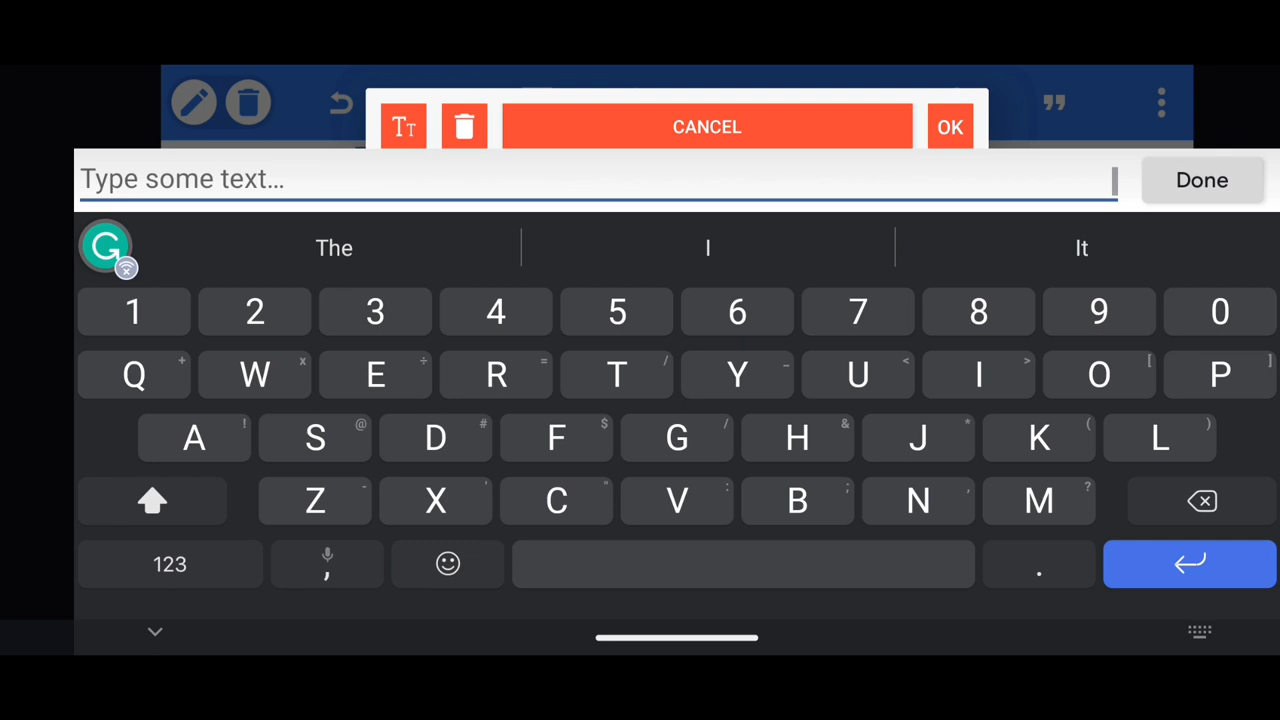 Tт CANCEL OK
Type some text... Done
The I It
1 2 3 4 5 6 7 8 9 0
Q + W x E ÷ R = T / Y _ U < I > O [ P ]
A ! S @ D # F $ G / H & J * K ( L )
Z - X ' C " V : B ; N , M ?
123 , .